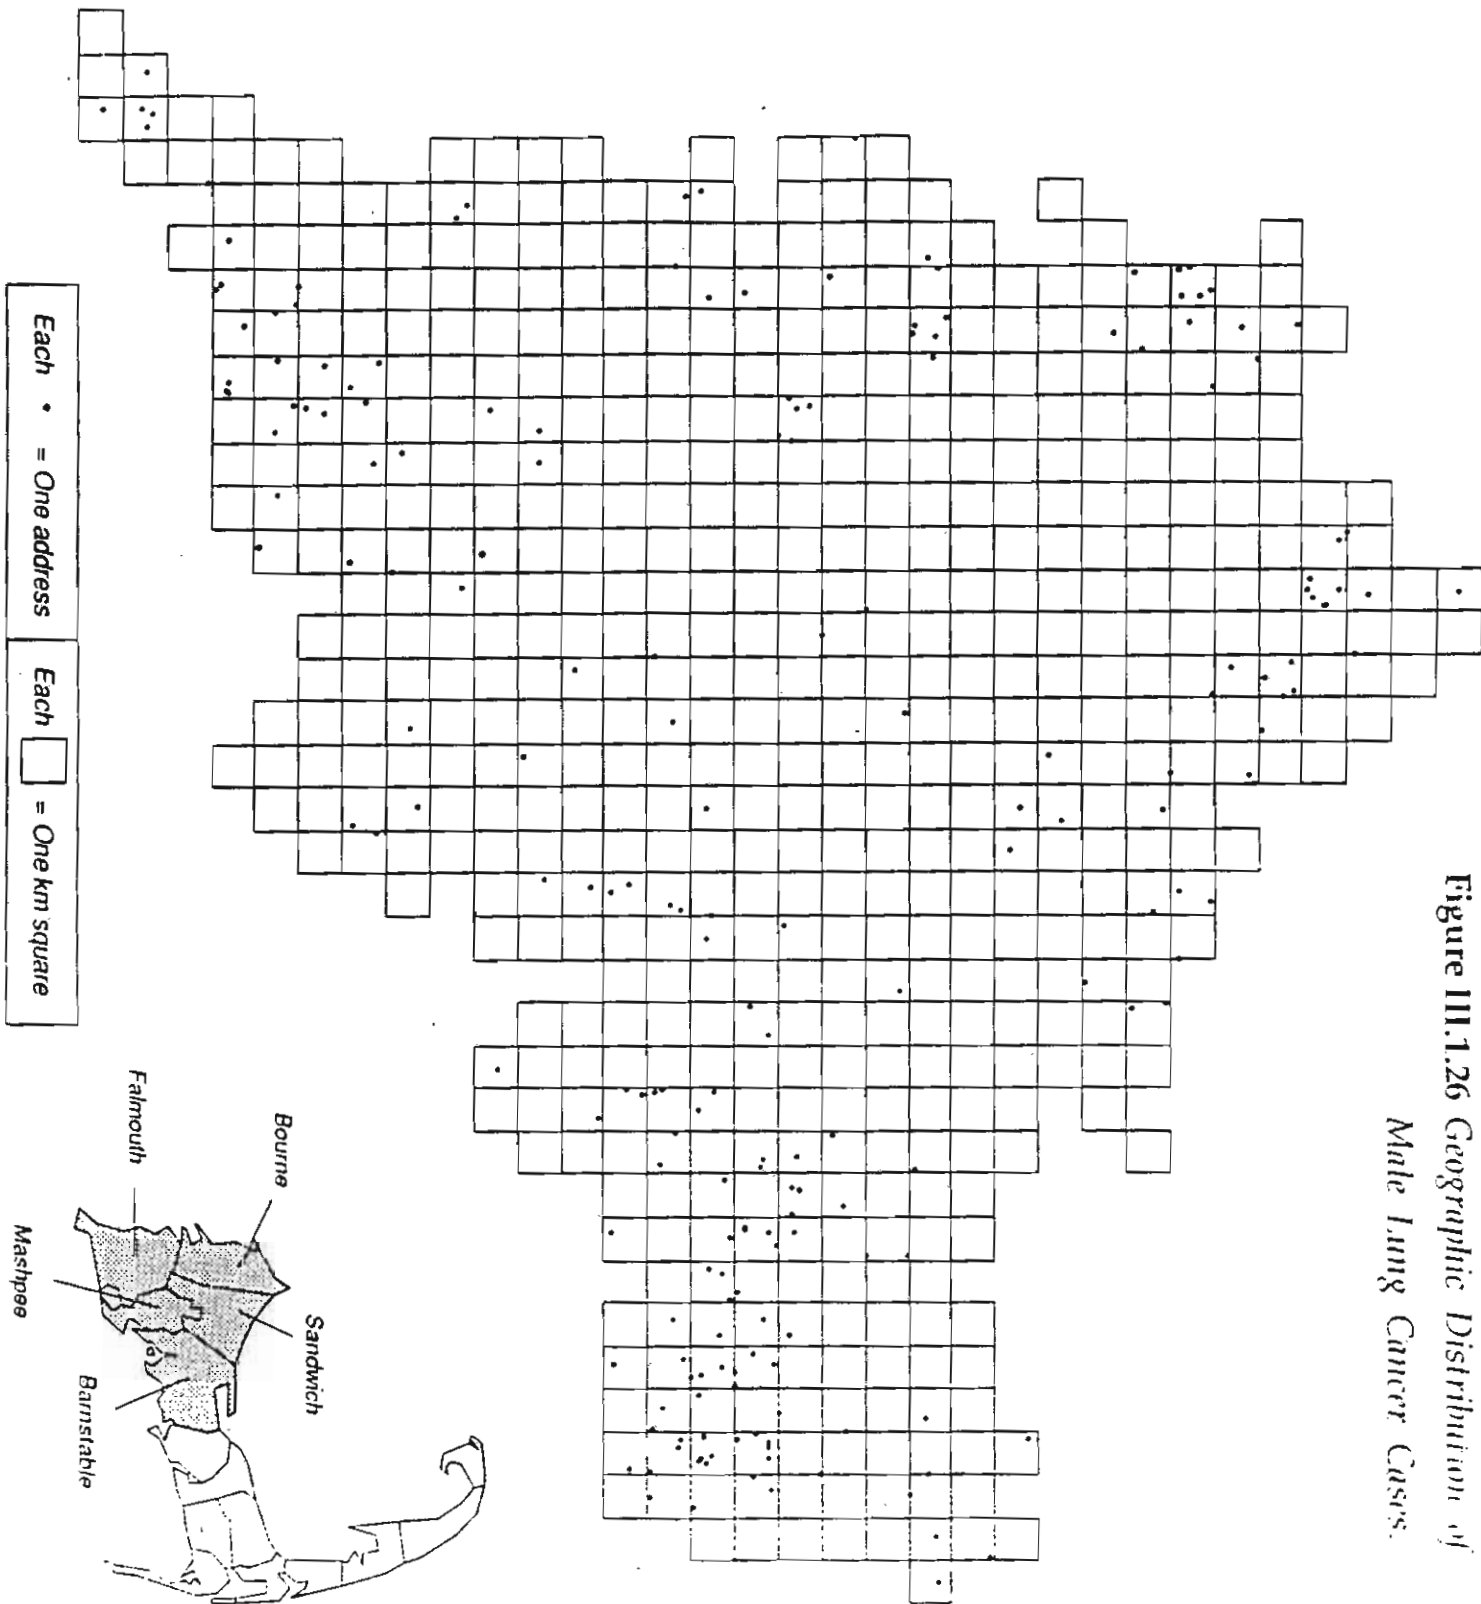 Figure III.1.26 Geographic Distribution of
Male Lung Cancer Cases.
Bourne
Sandwich
Falmouth
Mashpee
Barnstable
Each • = One address
Each □ = One km square